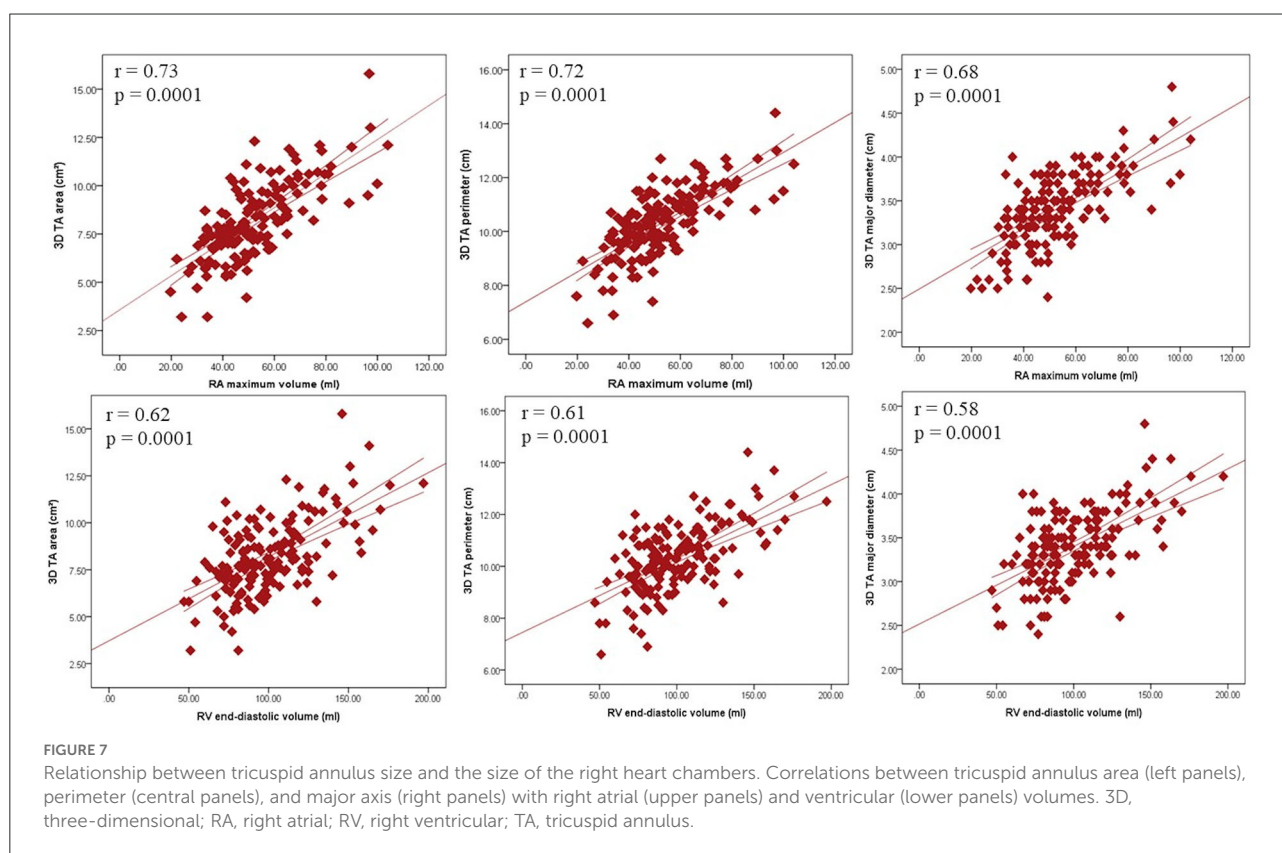 r = 0.73
p = 0.0001
15.00
12.50
10.00
7.50
5.00
2.50
3D TA area (cm²)
.00 20.00 40.00 60.00 80.00 100.00 120.00
RA maximum volume (ml)
r = 0.72
p = 0.0001
16.00
14.00
12.00
10.00
8.00
6.00
3D TA perimeter (cm)
.00 20.00 40.00 60.00 80.00 100.00 120.00
RA maximum volume (ml)
r = 0.68
p = 0.0001
5.00
4.50
4.00
3.50
3.00
2.50
2.00
3D TA major diameter (cm)
.00 20.00 40.00 60.00 80.00 100.00 120.00
RA maximum volume (ml)
r = 0.62
p = 0.0001
15.00
12.50
10.00
7.50
5.00
2.50
3D TA area (cm²)
.00 50.00 100.00 150.00 200.00
RV end-diastolic volume (ml)
r = 0.61
p = 0.0001
16.00
14.00
12.00
10.00
8.00
6.00
3D TA perimeter (cm)
.00 50.00 100.00 150.00 200.00
RV end-diastolic volume (ml)
r = 0.58
p = 0.0001
5.00
4.50
4.00
3.50
3.00
2.50
2.00
3D TA major diameter (cm)
.00 50.00 100.00 150.00 200.00
RV end-diastolic volume (ml)
FIGURE 7
Relationship between tricuspid annulus size and the size of the right heart chambers. Correlations between tricuspid annulus area (left panels),
perimeter (central panels), and major axis (right panels) with right atrial (upper panels) and ventricular (lower panels) volumes. 3D,
three-dimensional; RA, right atrial; RV, right ventricular; TA, tricuspid annulus.